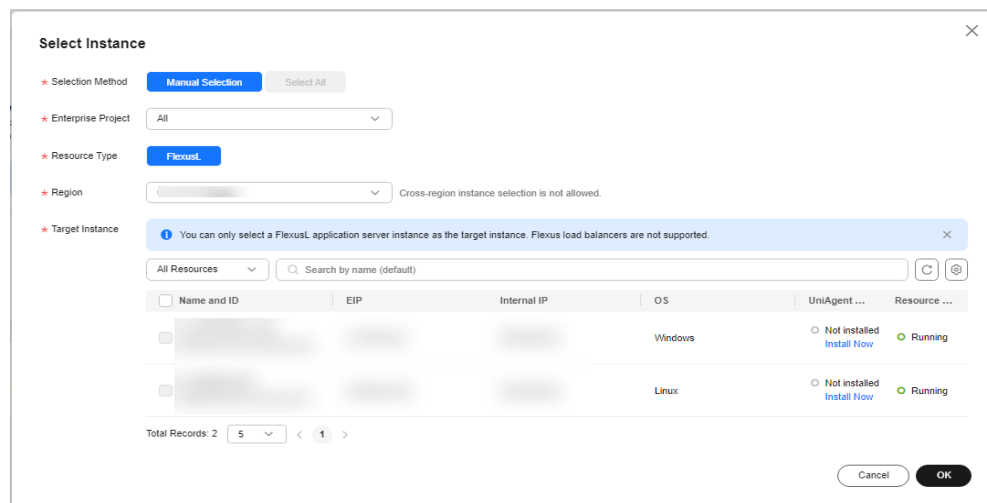 Select Instance
* Selection Method Manual Selection Select All
* Enterprise Project All
* Resource Type FlexusL
* Region Cross-region instance selection is not allowed.
* Target Instance You can only select a FlexusL application server instance as the target instance. Flexus load balancers are not supported.
All Resources Search by name (default)
Name and ID EIP Internal IP OS UniAgent ... Resource ...
Windows Not installed Running
Install Now
Linux Not installed Running
Install Now
Total Records: 2 5 < 1 >
Cancel OK